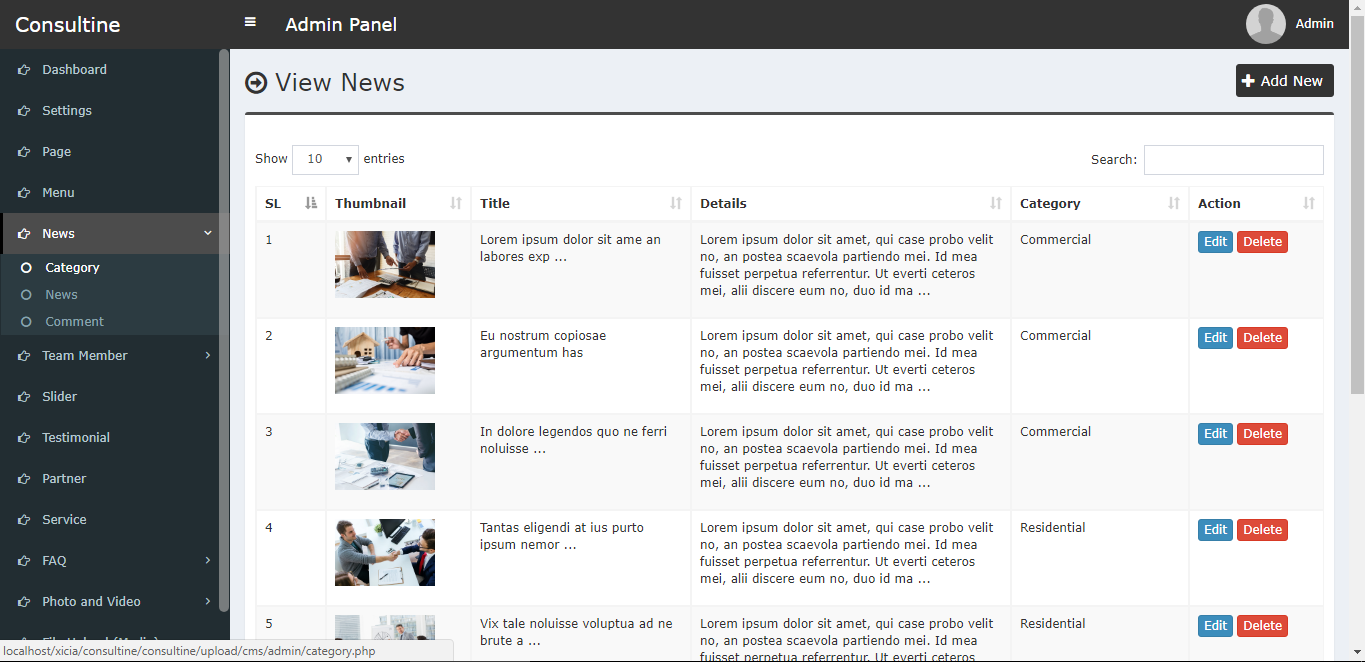 Consultine
Admin Panel
Admin
Dashboard
Settings
Page
Menu
News
Category
News
Comment
Team Member
Slider
Testimonial
Partner
Service
FAQ
Photo and Video
localhost/xicia/consultine/consultine/upload/cms/admin/category.php
View News
Add New
Show 10 entries
Search:
SL Thumbnail Title Details Category Action
1
Lorem ipsum dolor sit ame an
labores exp ...
Lorem ipsum dolor sit amet, qui case probo velit
no, an postea scaevola partiendo mei. Id mea
fuisset perpetua referrentur. Ut everti ceteros
mei, alii discere eum no, duo id ma ...
Commercial
Edit Delete
2
Eu nostrum copiosae
argumentum has
Lorem ipsum dolor sit amet, qui case probo velit
no, an postea scaevola partiendo mei. Id mea
fuisset perpetua referrentur. Ut everti ceteros
mei, alii discere eum no, duo id ma ...
Commercial
Edit Delete
3
In dolore legendos quo ne ferri
noluisse ...
Lorem ipsum dolor sit amet, qui case probo velit
no, an postea scaevola partiendo mei. Id mea
fuisset perpetua referrentur. Ut everti ceteros
mei, alii discere eum no, duo id ma ...
Commercial
Edit Delete
4
Tantas eligendi at ius purto
ipsum nemor ...
Lorem ipsum dolor sit amet, qui case probo velit
no, an postea scaevola partiendo mei. Id mea
fuisset perpetua referrentur. Ut everti ceteros
mei, alii discere eum no, duo id ma ...
Residential
Edit Delete
5
Vix tale noluisse voluptua ad ne
brute a ...
Lorem ipsum dolor sit amet, qui case probo velit
no, an postea scaevola partiendo mei. Id mea
fuisset perpetua referrentur. Ut everti ceteros
Residential
Edit Delete